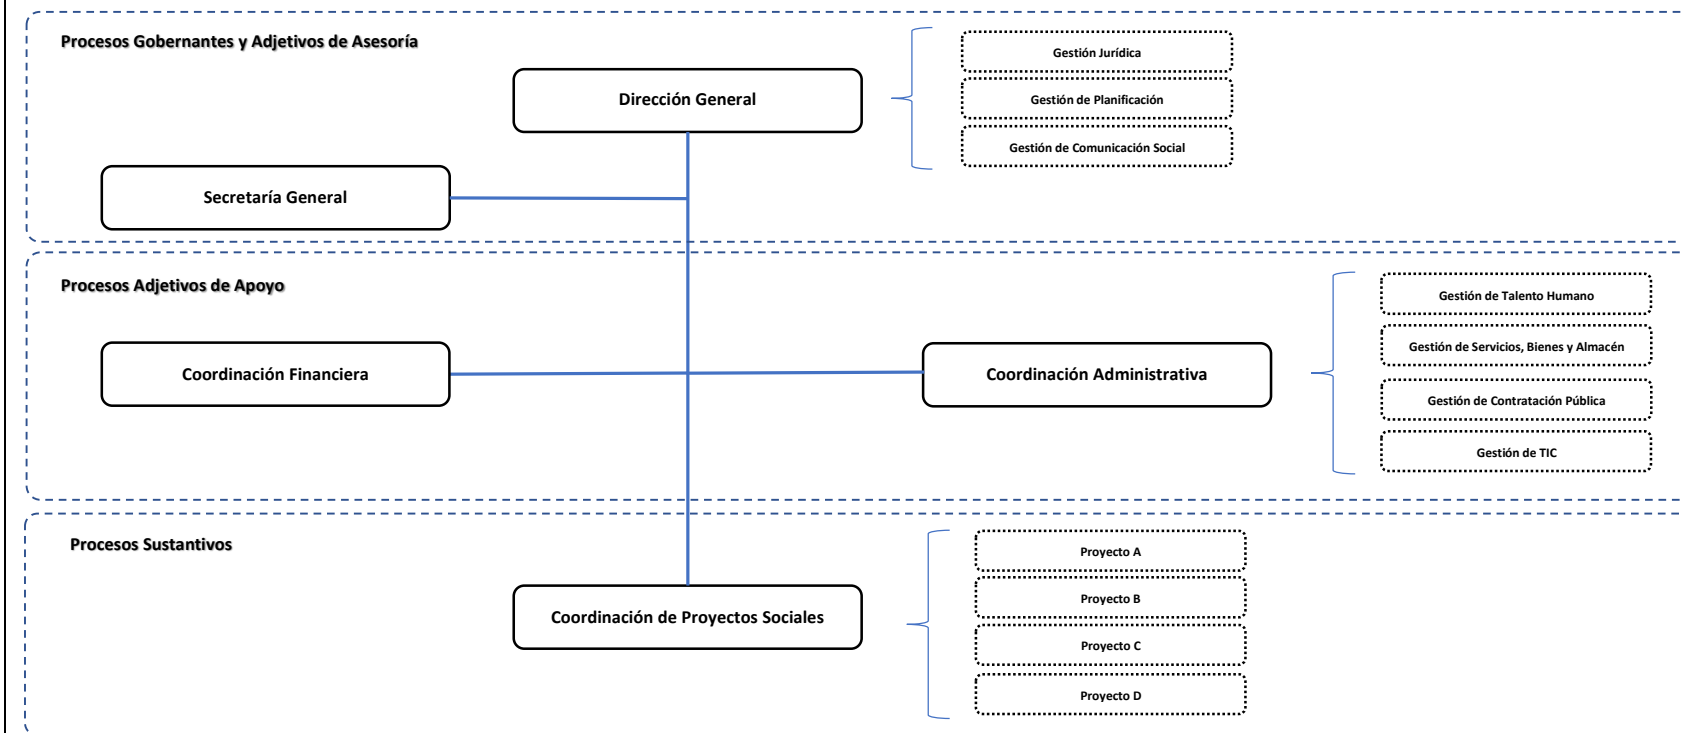 Procesos Gobernantes y Adjetivos de Asesoría
Dirección General
Gestión Jurídica
Gestión de Planificación
Gestión de Comunicación Social
Secretaría General
Procesos Adjetivos de Apoyo
Coordinación Financiera
Coordinación Administrativa
Gestión de Talento Humano
Gestión de Servicios, Bienes y Almacén
Gestión de Contratación Pública
Gestión de TIC
Procesos Sustantivos
Coordinación de Proyectos Sociales
Proyecto A
Proyecto B
Proyecto C
Proyecto D